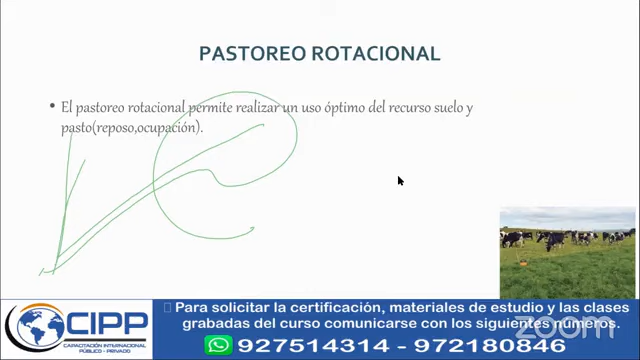 PASTOREO ROTACIONAL
• El pastoreo rotacional permite realizar un uso óptimo del recurso suelo y
pasto(reposo,ocupación).
zoom
CIPP
CAPACITACIÓN INTERNACIONAL
PÚBLICO - PRIVADO
Para solicitar la certificación, materiales de estudio y las clases
grabadas del curso comunicarse con los siguientes números.
927514314 - 972180846